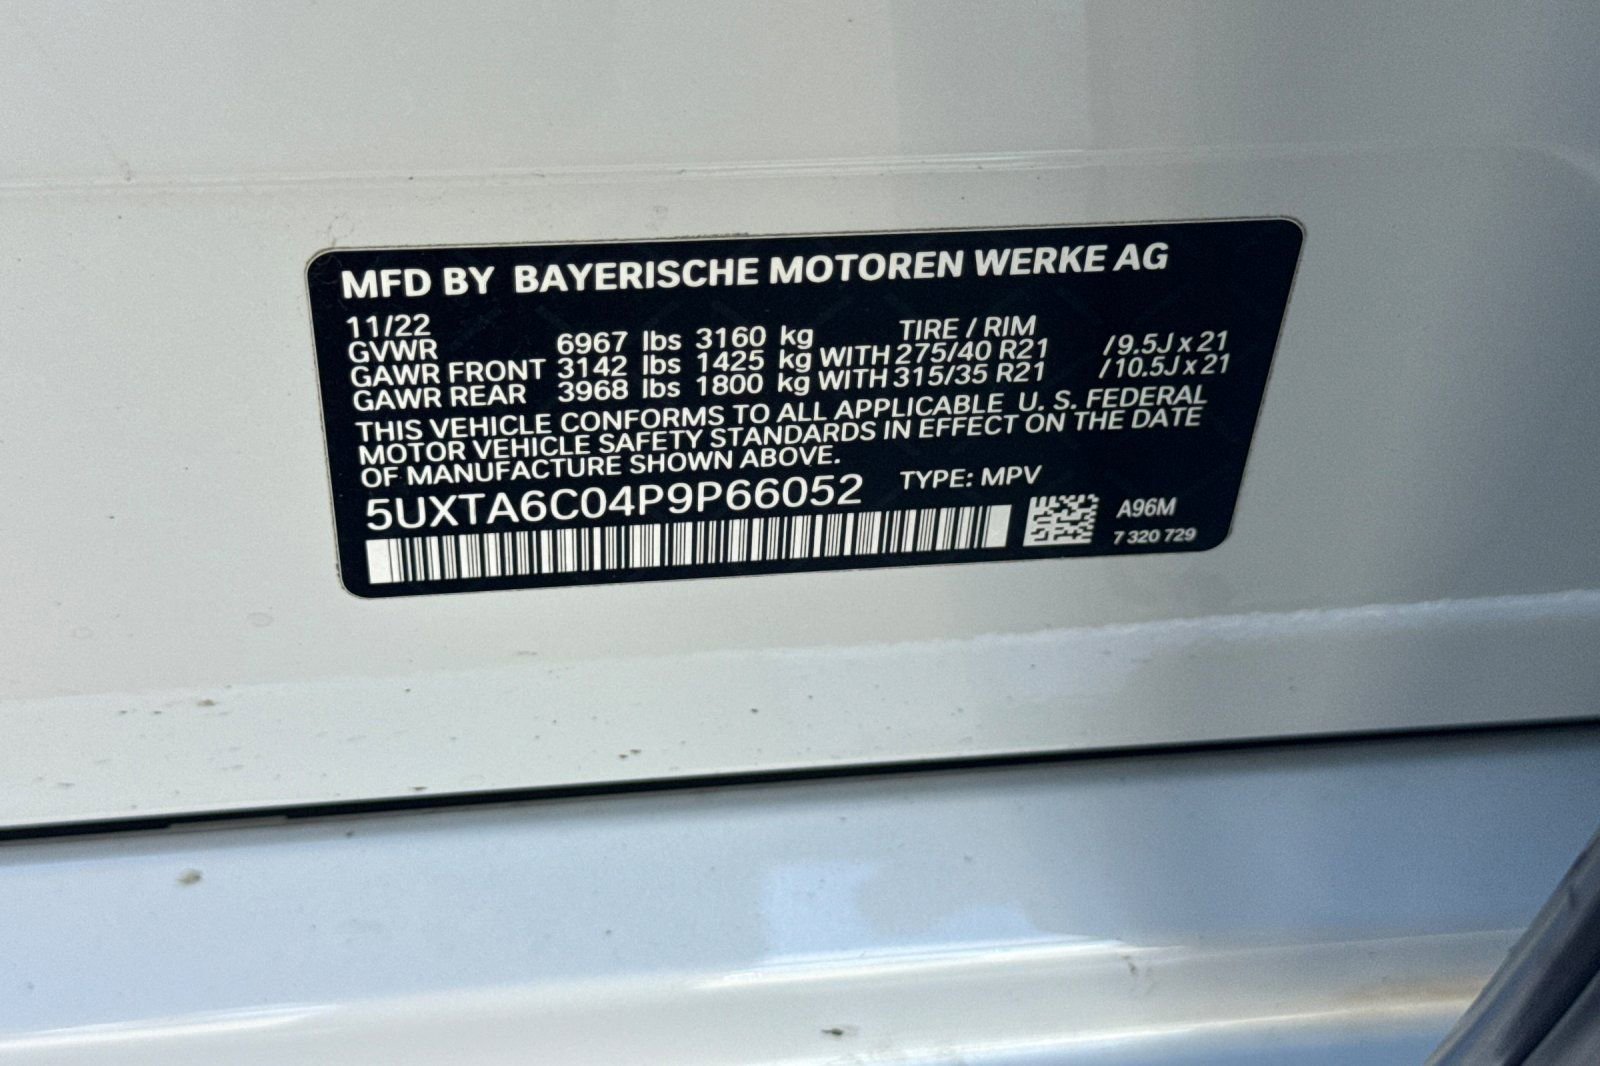 MFD BY BAYERISCHE MOTOREN WERKE AG
11/22 TIRE / RIM
GVWR 6967 lbs 3160 kg
GAWR FRONT 3142 lbs 1425 kg WITH 275/40 R21 /9.5J x 21
GAWR REAR 3968 lbs 1800 kg WITH 315/35 R21 /10.5J x 21
THIS VEHICLE CONFORMS TO ALL APPLICABLE U. S. FEDERAL
MOTOR VEHICLE SAFETY STANDARDS IN EFFECT ON THE DATE
OF MANUFACTURE SHOWN ABOVE.
5UXTA6C04P9P66052 TYPE: MPV
A96M
7 320 729